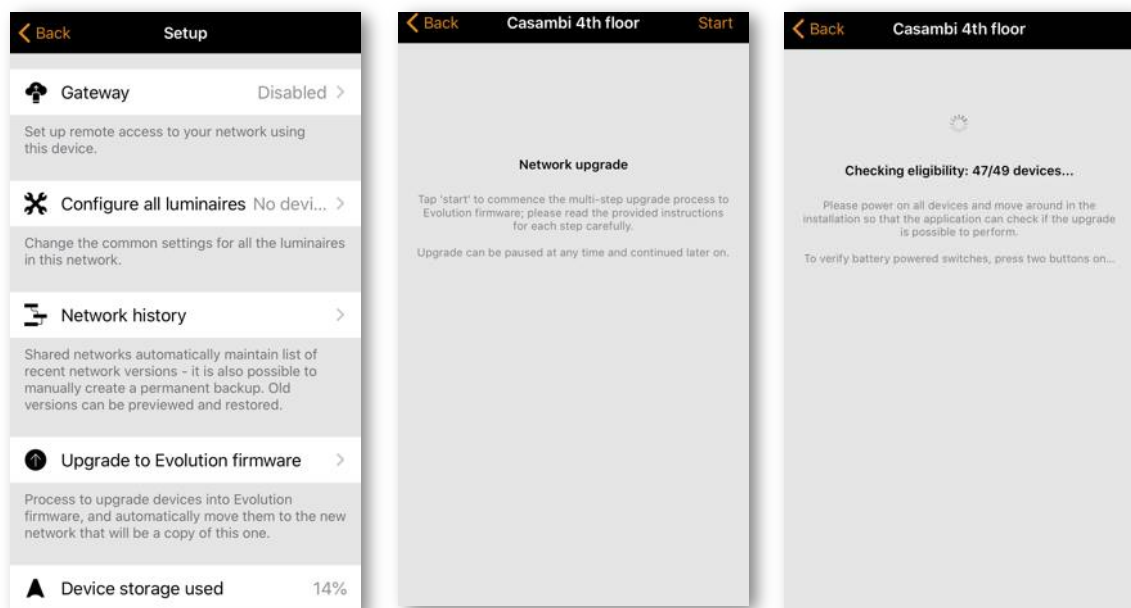 Back
Setup
Gateway
Disabled
Set up remote access to your network using
this device.
Configure all luminaires
No devi...
Change the common settings for all the luminaires
in this network.
Network history
Shared networks automatically maintain list of
recent network versions - it is also possible to
manually create a permanent backup. Old
versions can be previewed and restored.
Upgrade to Evolution firmware
Process to upgrade devices into Evolution
firmware, and automatically move them to the new
network that will be a copy of this one.
Device storage used
14%
Back
Casambi 4th floor
Start
Network upgrade
Tap 'start' to commence the multi-step upgrade process to
Evolution firmware; please read the provided instructions
for each step carefully.
Upgrade can be paused at any time and continued later on.
Back
Casambi 4th floor
Checking eligibility: 47/49 devices...
Please power on all devices and move around in the
installation so that the application can check if the upgrade
is possible to perform.
To verify battery powered switches, press two buttons on...